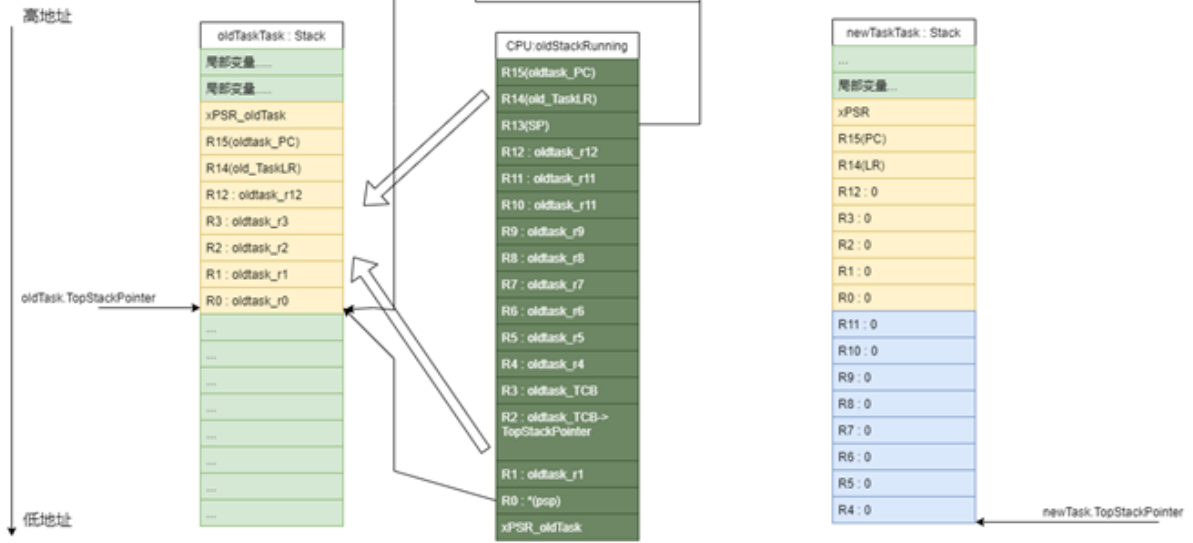 高地址
oldTaskTask : Stack
局部变量.....
局部变量.....
xPSR_oldTask
R15(oldtask_PC)
R14(old_TaskLR)
R12 : oldtask_r12
R3 : oldtask_r3
R2 : oldtask_r2
R1 : oldtask_r1
R0 : oldtask_r0
...
...
...
...
...
...
...
...
oldTask.TopStackPointer
低地址
CPU:oldStackRunning
R15(oldtask_PC)
R14(old_TaskLR)
R13(SP)
R12 : oldtask_r12
R11 : oldtask_r11
R10 : oldtask_r11
R9 : oldtask_r9
R8 : oldtask_r8
R7 : oldtask_r7
R6 : oldtask_r6
R5 : oldtask_r5
R4 : oldtask_r4
R3 : oldtask_TCB
R2 : oldtask_TCB->
TopStackPointer
R1 : oldtask_r1
R0 : *(psp)
xPSR_oldTask
newTaskTask : Stack
...
局部变量...
xPSR
R15(PC)
R14(LR)
R12 : 0
R3 : 0
R2 : 0
R1 : 0
R0 : 0
R11 : 0
R10 : 0
R9 : 0
R8 : 0
R7 : 0
R6 : 0
R5 : 0
R4 : 0
newTask.TopStackPointer